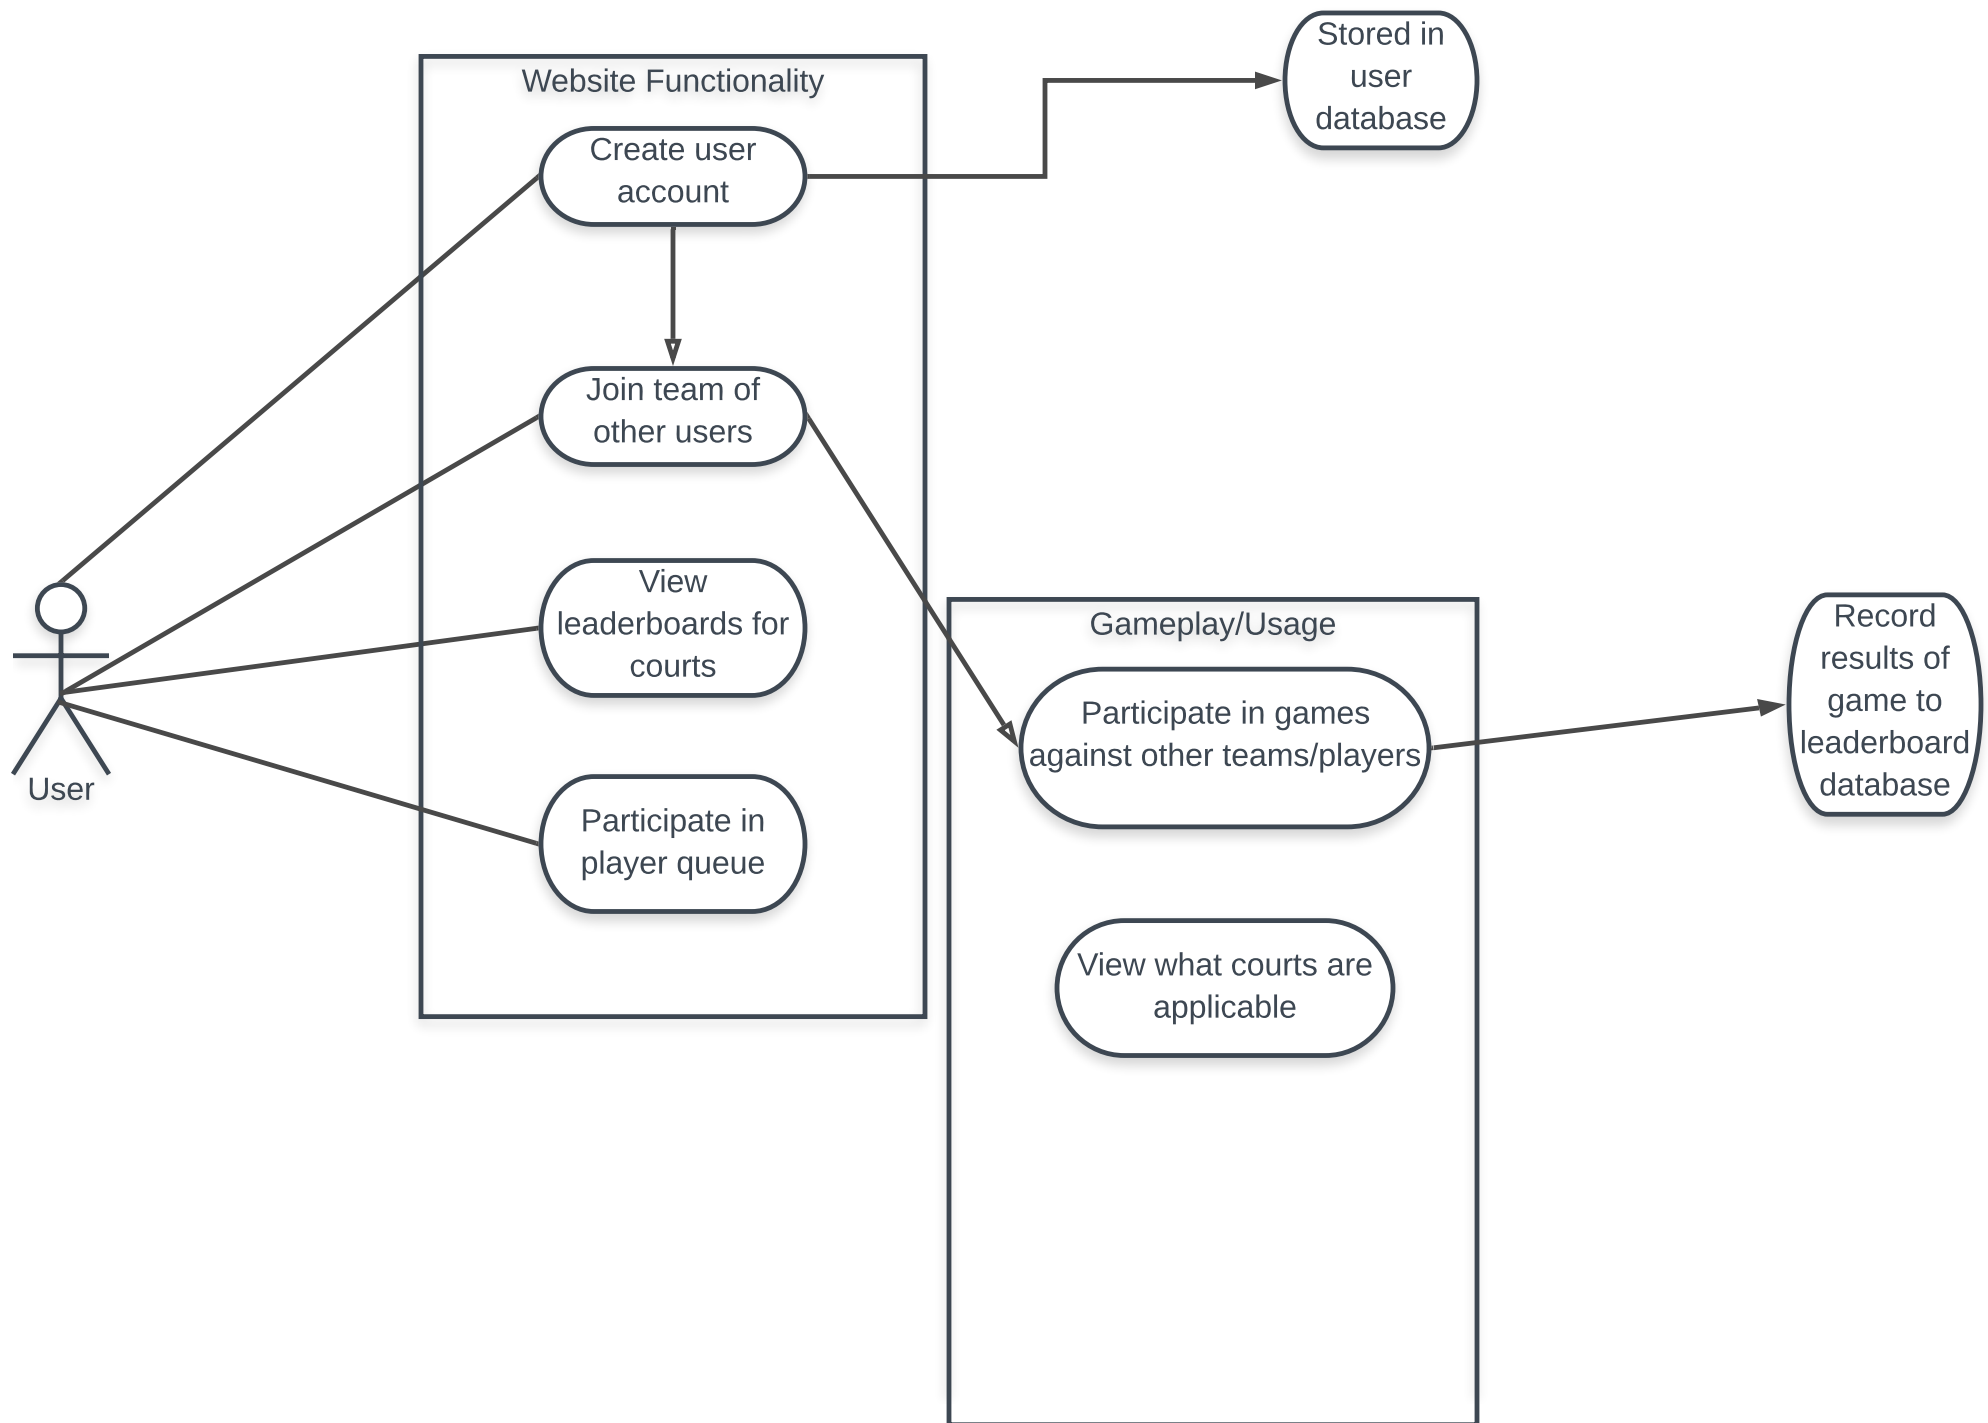 Stored in
user
database
Website Functionality
Create user
account
Join team of
other users
View
leaderboards for
courts
Participate in
player queue
User
Gameplay/Usage
Participate in games
against other teams/players
View what courts are
applicable
Record
results of
game to
leaderboard
database